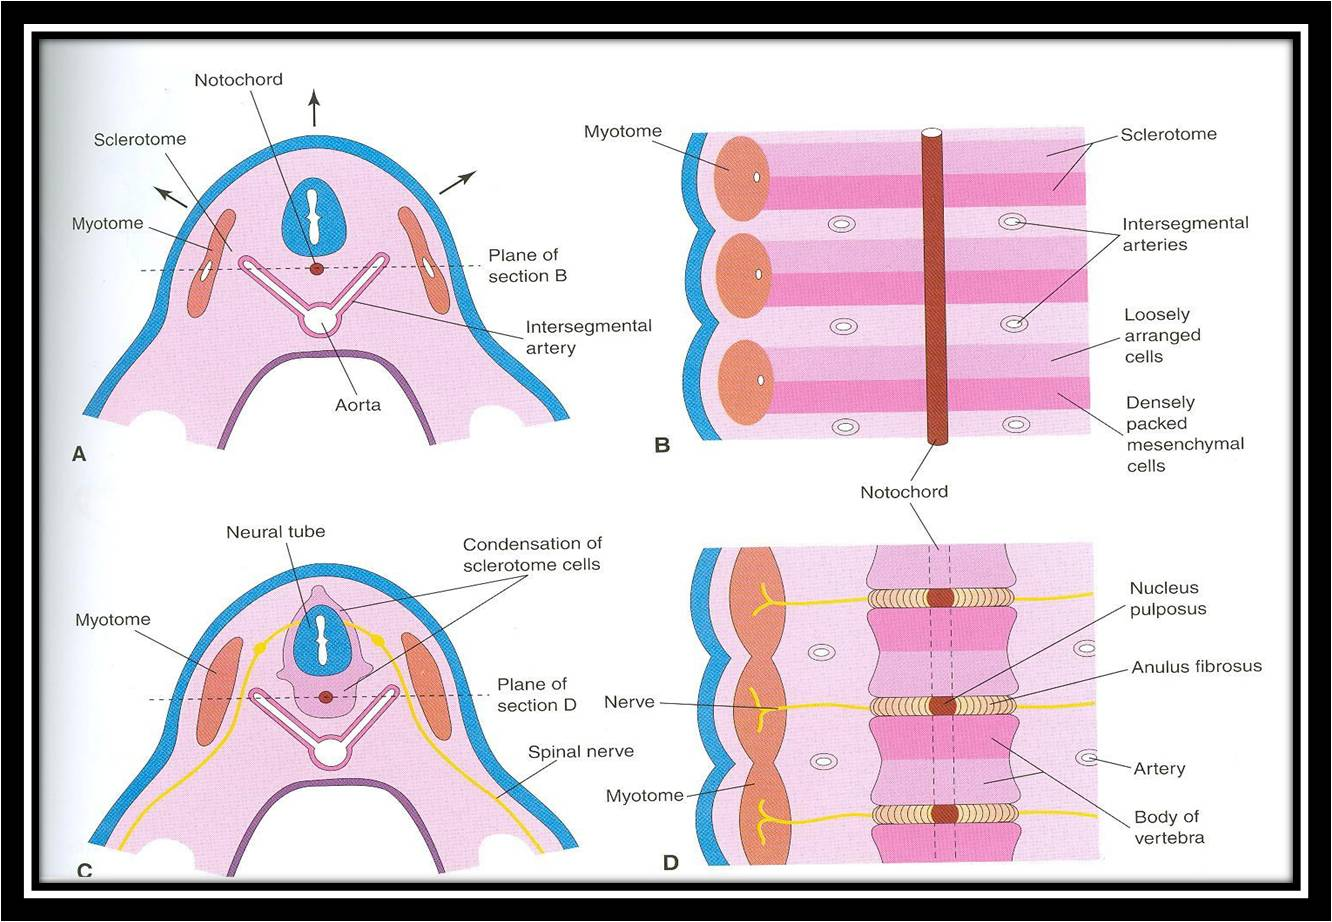 Notochord
Sclerotome
Myotome
Plane of
section B
Intersegmental
artery
Aorta
A
Myotome
Sclerotome
Intersegmental
arteries
Loosely
arranged
cells
Densely
packed
mesenchymal
cells
B
Notochord
Neural tube
Condensation of
sclerotome cells
Myotome
Plane of
section D
Spinal nerve
C
Nucleus
pulposus
Anulus fibrosus
Nerve
Artery
Myotome
Body of
vertebra
D